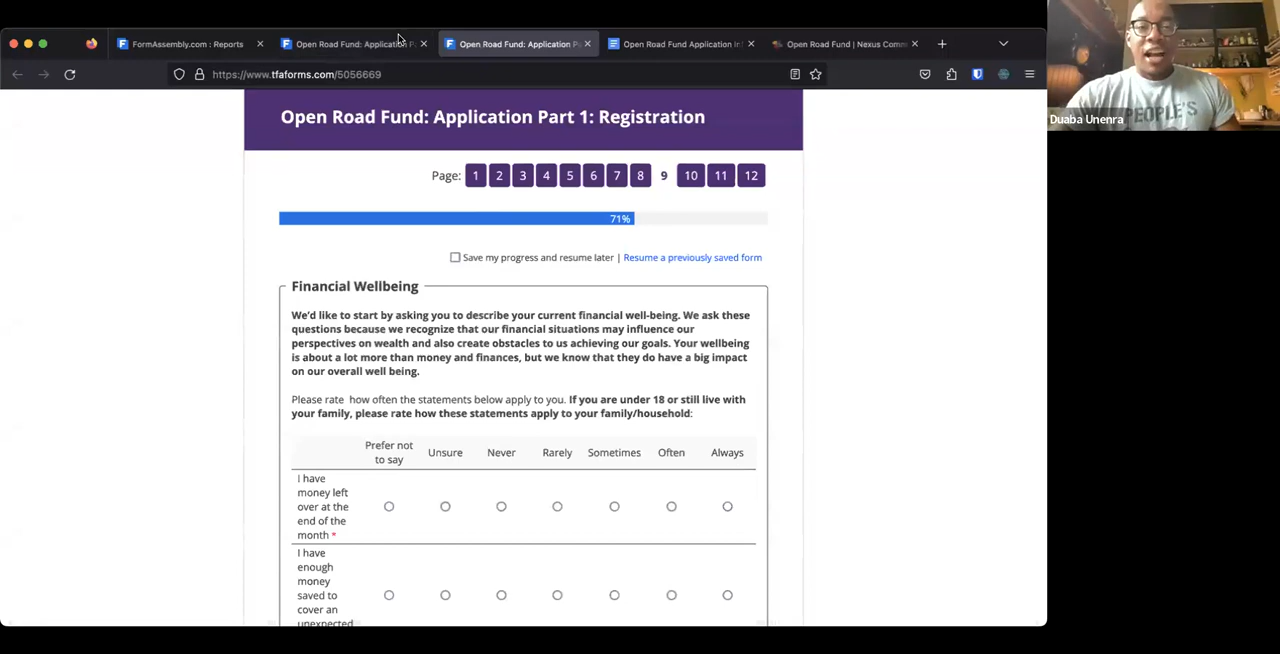 FormAssembly.com : Reports
Open Road Fund: Application P
Open Road Fund: Application P
Open Road Fund Application In
Open Road Fund | Nexus Comm
https://www.tfaforms.com/5056669
Open Road Fund: Application Part 1: Registration
Page: 1 2 3 4 5 6 7 8 9 10 11 12
71%
Save my progress and resume later | Resume a previously saved form
Financial Wellbeing
We'd like to start by asking you to describe your current financial well-being. We ask these
questions because we recognize that our financial situations may influence our
perspectives on wealth and also create obstacles to us achieving our goals. Your wellbeing
is about a lot more than money and finances, but we know that they do have a big impact
on our overall well being.
Please rate how often the statements below apply to you. If you are under 18 or still live with
your family, please rate how these statements apply to your family/household:
Prefer not
to say
Unsure
Never
Rarely
Sometimes
Often
Always
I have
money left
over at the
end of the
month *
I have
enough
money
saved to
cover an
unexpected
Duaba Unenra
PEOPLE'S